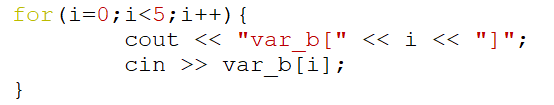 for(i=0;i<5;i++){
cout << "var_b[" << i << "]";
cin >> var_b[i];
}